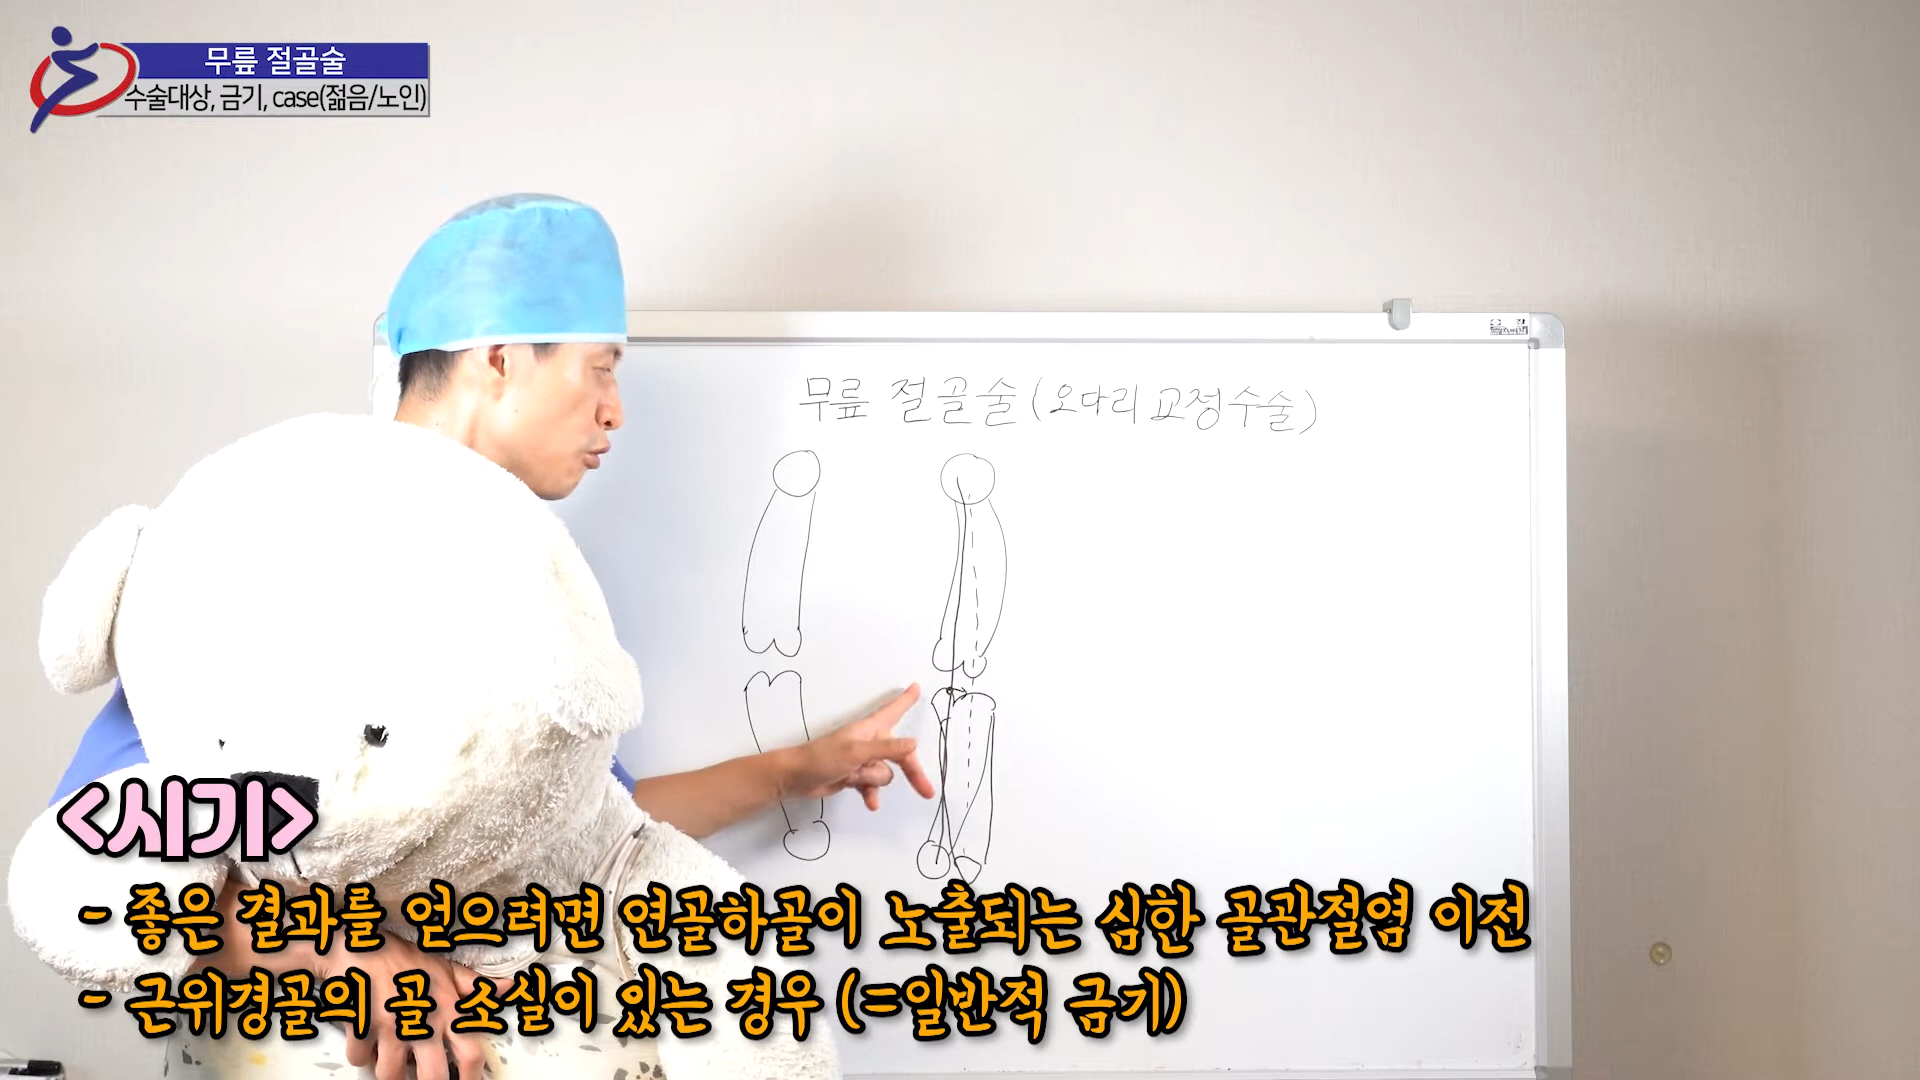 무릎 절골술
수술대상, 금기, case(젊음/노인)
무릎 절골술(오다리 교정수술)
<시기>
- 좋은 결과를 얻으려면 연골하골이 노출되는 심한 골관절염 이전
- 근위경골의 골 소실이 있는 경우 (=일반적 금기)